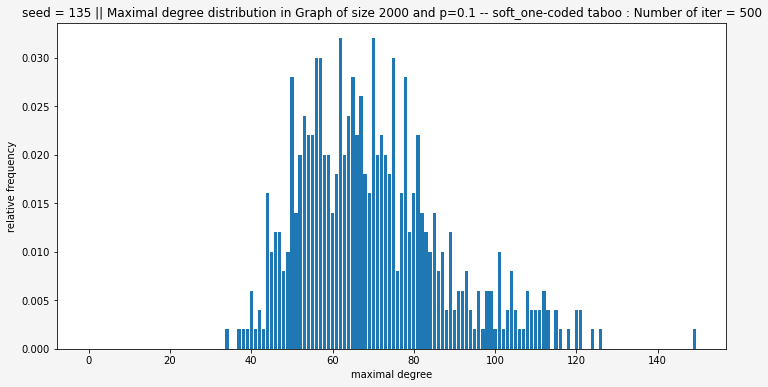 seed = 135 || Maximal degree distribution in Graph of size 2000 and p=0.1 -- soft_one-coded taboo : Number of iter = 500
0.030
0.025
0.020
0.015
0.010
0.005
0.000
relative frequency
0 20 40 60 80 100 120 140
maximal degree